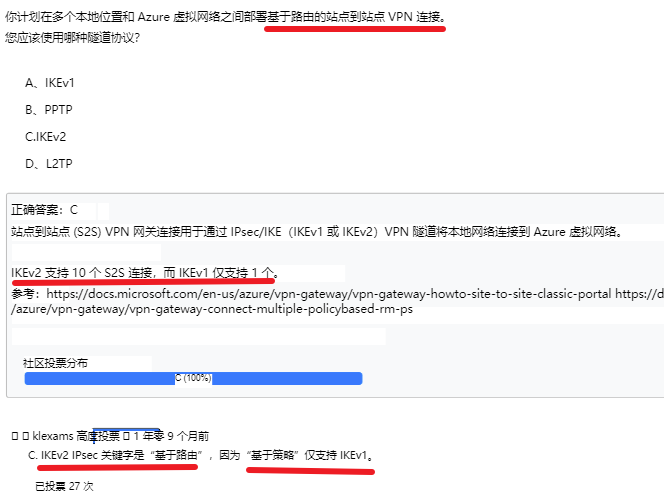 你计划在多个本地位置和 Azure 虚拟网络之间部署基于路由的站点到站点 VPN 连接。
您应该使用哪种隧道协议?
A、IKEv1
B、PPTP
C.IKEv2
D、L2TP
正确答案：C
站点到站点 (S2S) VPN 网关连接用于通过 IPsec/IKE（IKEv1 或 IKEv2）VPN 隧道将本地网络连接到 Azure 虚拟网络。
IKEv2 支持 10 个 S2S 连接，而 IKEv1 仅支持 1 个。
参考：https://docs.microsoft.com/en-us/azure/vpn-gateway/vpn-gateway-howto-site-to-site-classic-portal https://d
/azure/vpn-gateway/vpn-gateway-connect-multiple-policybased-rm-ps
社区投票分布
C (100%)
klexams 高度投票 1 年零 9 个月前
C. IKEv2 IPsec 关键字是“基于路由”，因为“基于策略”仅支持 IKEv1。
已投票 27 次